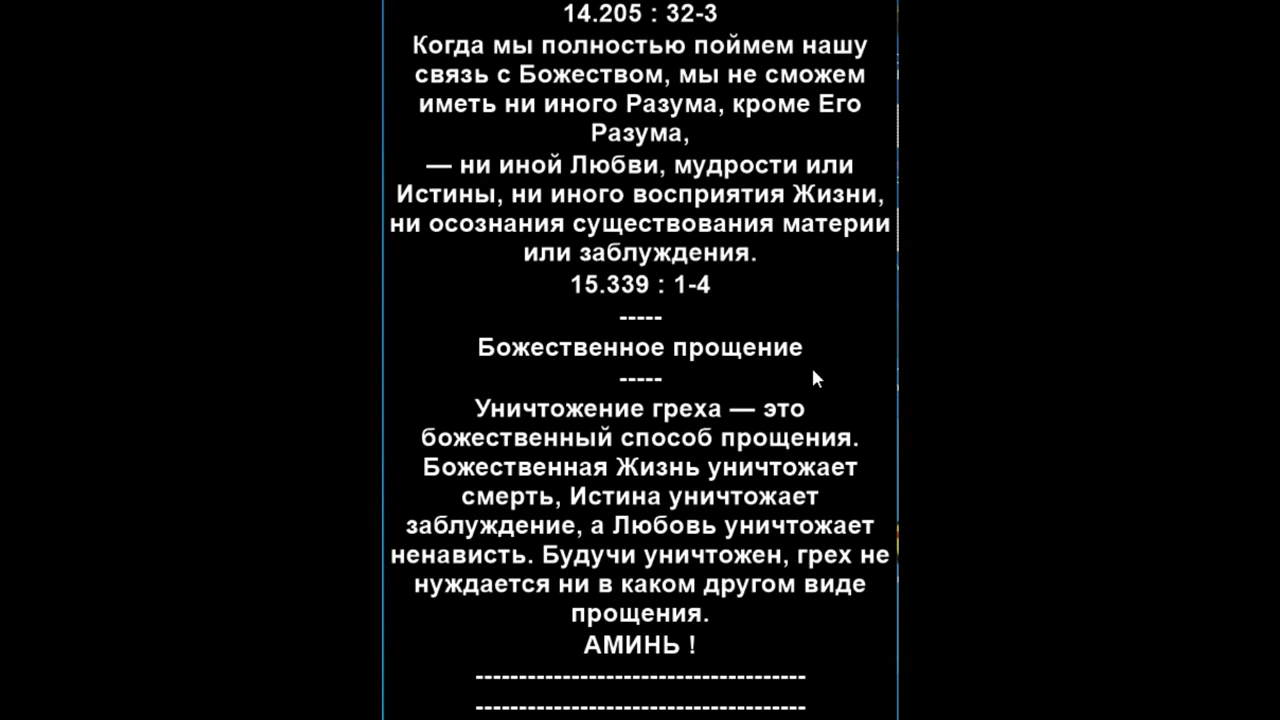 14.205 : 32-3
Когда мы полностью поймем нашу
связь с Божеством, мы не сможем
иметь ни иного Разума, кроме Его
Разума,
— ни иной Любви, мудрости или
Истины, ни иного восприятия Жизни,
ни осознания существования материи
или заблуждения.
15.339 : 1-4
-----
Божественное прощение
-----
Уничтожение греха — это
божественный способ прощения.
Божественная Жизнь уничтожает
смерть, Истина уничтожает
заблуждение, а Любовь уничтожает
ненависть. Будучи уничтожен, грех не
нуждается ни в каком другом виде
прощения.
АМИНЬ !
--------------------------------------
--------------------------------------